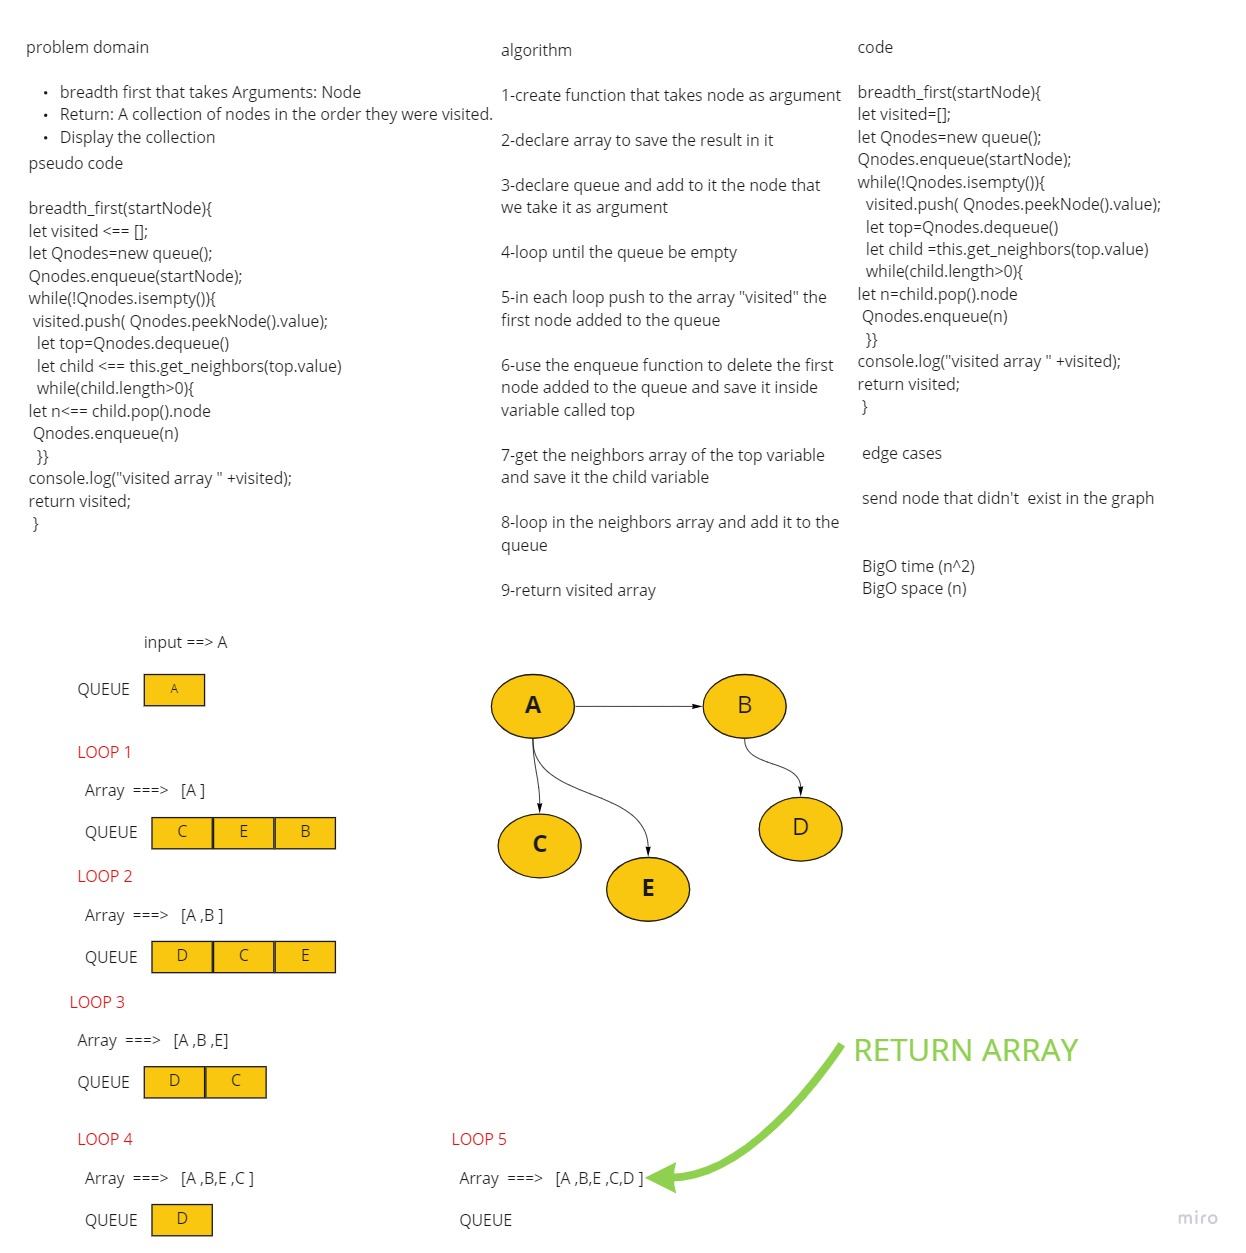 problem domain
• breadth first that takes Arguments: Node
• Return: A collection of nodes in the order they were visited.
• Display the collection
pseudo code
breadth_first(startNode){
let visited <== [];
let Qnodes=new queue();
Qnodes.enqueue(startNode);
while(!Qnodes.isempty()){
visited.push( Qnodes.peekNode().value);
let top=Qnodes.dequeue()
let child <== this.get_neighbors(top.value)
while(child.length>0){
let n<== child.pop().node
Qnodes.enqueue(n)
}}
console.log("visited array " +visited);
return visited;
}
algorithm
1-create function that takes node as argument
2-declare array to save the result in it
3-declare queue and add to it the node that
we take it as argument
4-loop until the queue be empty
5-in each loop push to the array "visited" the
first node added to the queue
6-use the enqueue function to delete the first
node added to the queue and save it inside
variable called top
7-get the neighbors array of the top variable
and save it the child variable
8-loop in the neighbors array and add it to the
queue
9-return visited array
code
breadth_first(startNode){
let visited=[];
let Qnodes=new queue();
Qnodes.enqueue(startNode);
while(!Qnodes.isempty()){
visited.push( Qnodes.peekNode().value);
let top=Qnodes.dequeue()
let child =this.get_neighbors(top.value)
while(child.length>0){
let n=child.pop().node
Qnodes.enqueue(n)
}}
console.log("visited array " +visited);
return visited;
}
edge cases
send node that didn't  exist in the graph
BigO time (n^2)
BigO space (n)
input ==> A
QUEUE A
LOOP 1
Array ===> [A ]
QUEUE C E B
LOOP 2
Array ===> [A ,B ]
QUEUE D C E
LOOP 3
Array ===> [A ,B ,E]
QUEUE D C
LOOP 4
Array ===> [A ,B,E ,C ]
QUEUE D
A B
D
C
E
RETURN ARRAY
LOOP 5
Array ===> [A ,B,E ,C,D ]
QUEUE
miro